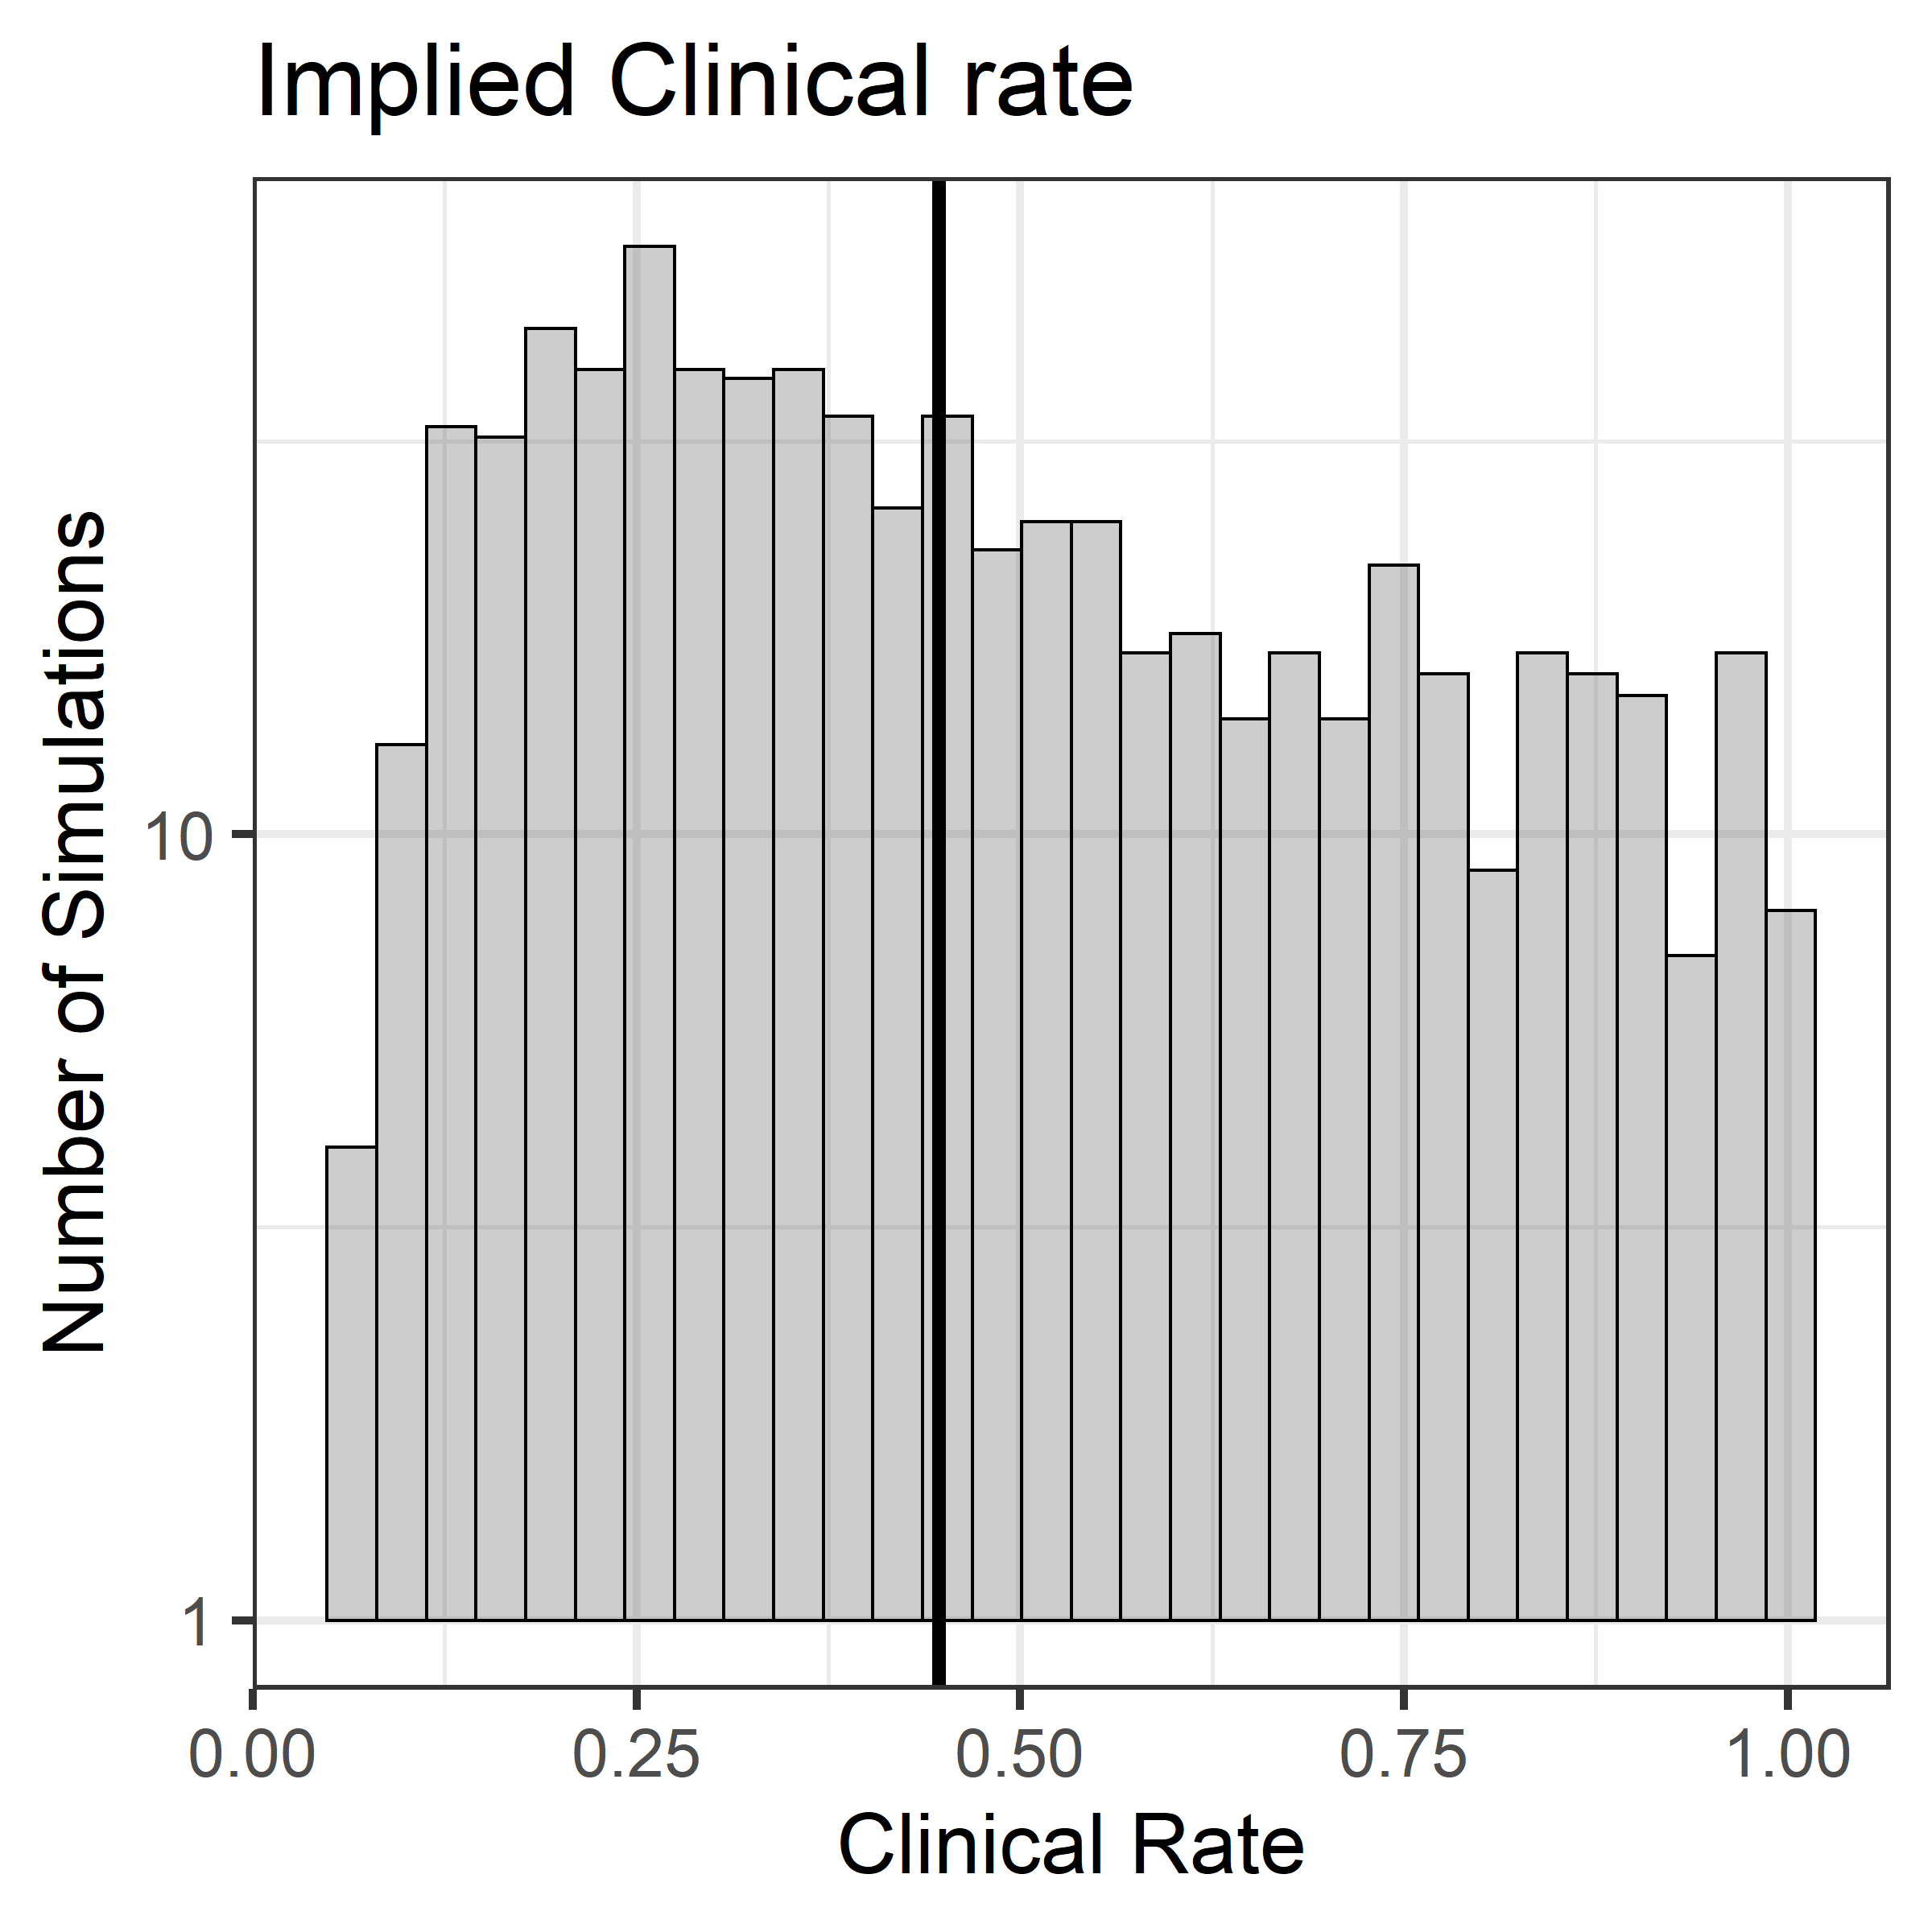 Implied Clinical rate
Number of Simulations
10
1
0.00 0.25 0.50 0.75 1.00
Clinical Rate